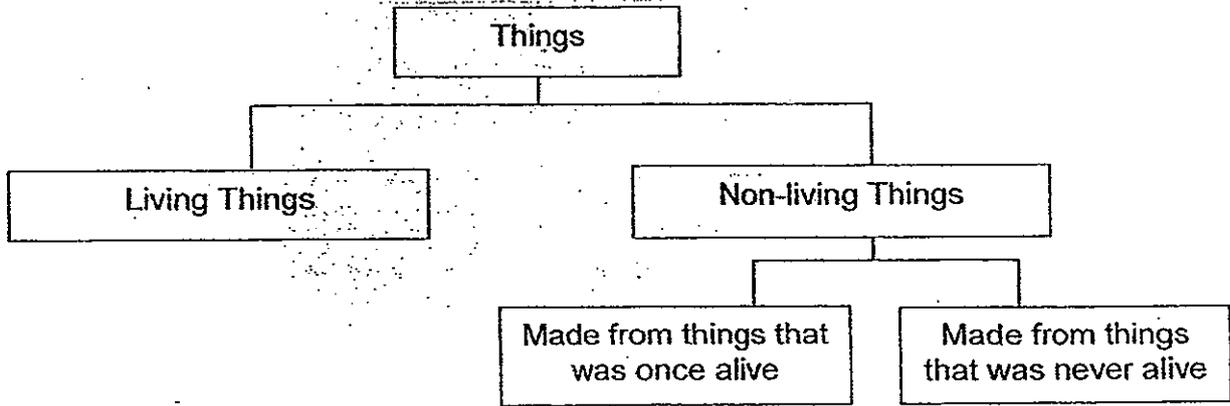 Things
Living Things
Non-living Things
Made from things that
was once alive
Made from things
that was never alive